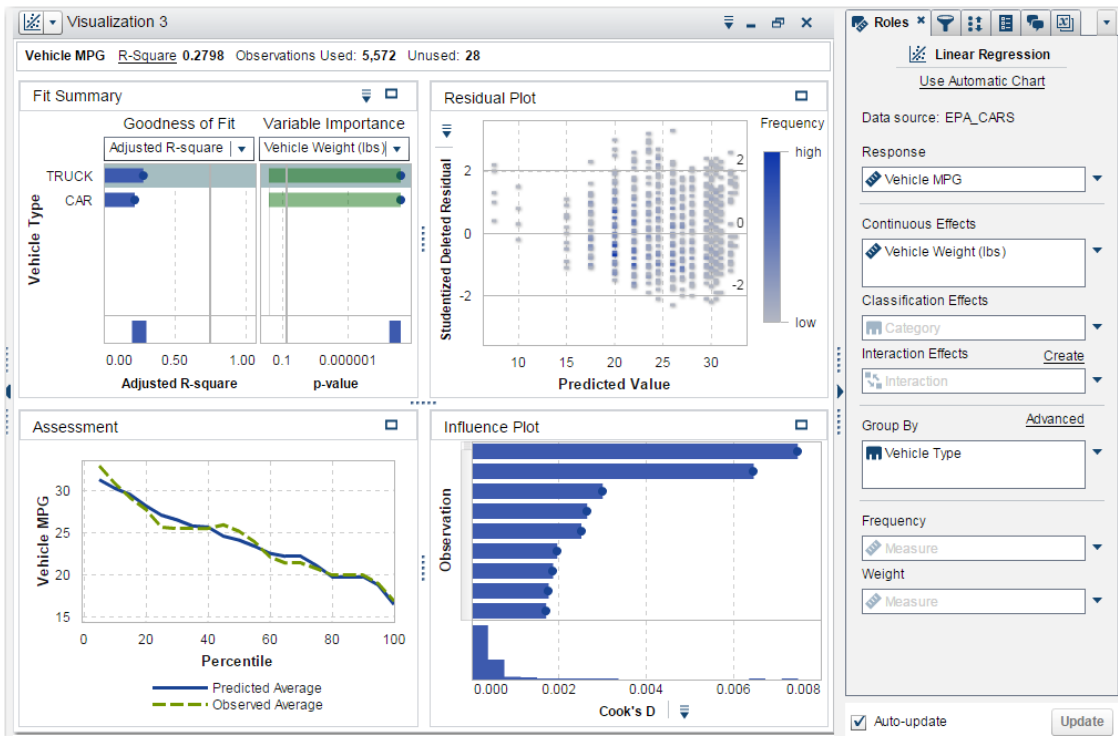 Visualization 3
Vehicle MPG R-Square 0.2798 Observations Used: 5,572 Unused: 28
Fit Summary
Goodness of Fit Variable Importance
Adjusted R-square Vehicle Weight (lbs)
TRUCK
CAR
Vehicle Type
0.00 0.50 1.00 0.1 0.000001
Adjusted R-square p-value
Residual Plot
Frequency
high
low
Studentized Deleted Residual
2
0
-2
2
0
-2
10 15 20 25 30
Predicted Value
Assessment
Vehicle MPG
30
25
20
15
0 20 40 60 80 100
Percentile
Predicted Average
Observed Average
Influence Plot
Observation
0.000 0.002 0.004 0.006 0.008
Cook's D
Roles
Linear Regression
Use Automatic Chart
Data source: EPA_CARS
Response
Vehicle MPG
Continuous Effects
Vehicle Weight (lbs)
Classification Effects
Category
Interaction Effects Create
Interaction
Advanced
Group By
Vehicle Type
Frequency
Measure
Weight
Measure
Auto-update Update